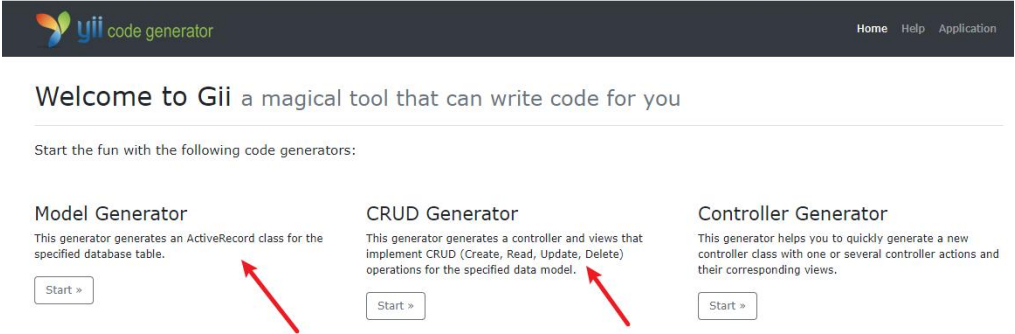 yii code generator
Home Help Application
Welcome to Gii a magical tool that can write code for you
Start the fun with the following code generators:
Model Generator
This generator generates an ActiveRecord class for the
specified database table.
Start »
CRUD Generator
This generator generates a controller and views that
implement CRUD (Create, Read, Update, Delete)
operations for the specified data model.
Start »
Controller Generator
This generator helps you to quickly generate a new
controller class with one or several controller actions and
their corresponding views.
Start »